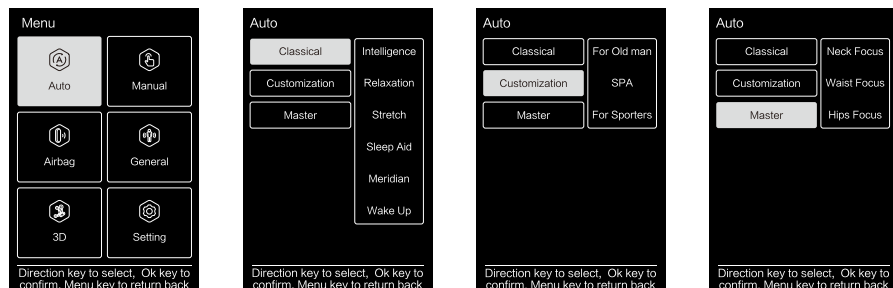 Menu
Auto
Manual
Airbag
General
3D
Setting
Direction key to select, Ok key to
confirm. Menu key to return back
Auto
Classical
Customization
Master
Intelligence
Relaxation
Stretch
Sleep Aid
Meridian
Wake Up
Direction key to select, Ok key to
confirm. Menu key to return back
Auto
Classical
Customization
Master
For Old man
SPA
For Sporters
Direction key to select, Ok key to
confirm. Menu key to return back
Auto
Classical
Customization
Master
Neck Focus
Waist Focus
Hips Focus
Direction key to select, Ok key to
confirm. Menu key to return back